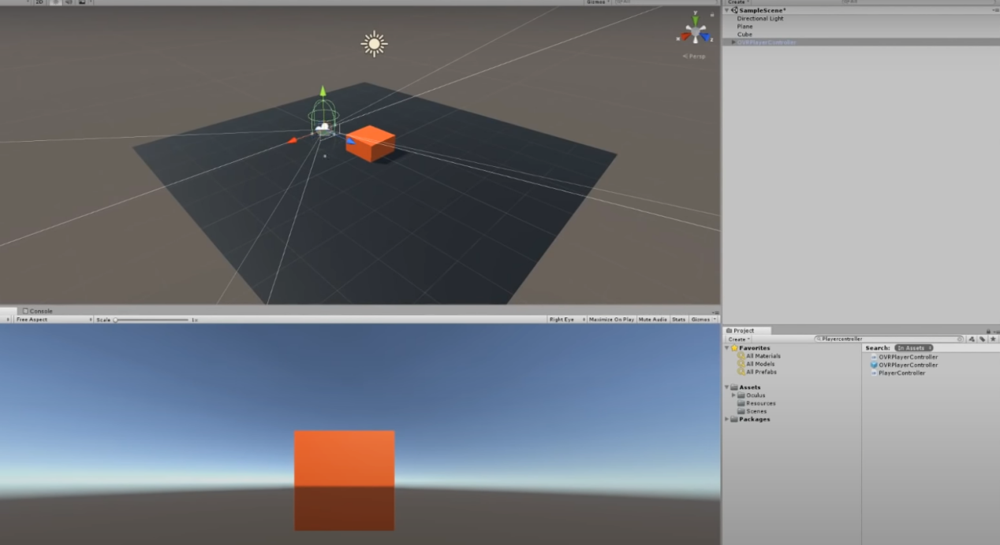 2D
Gizmos
Create
SampleScene*
Directional Light
Plane
Cube
OVRPlayerController
y
x
z
Persp
Console
Free Aspect
Scale
1x
Right Eye
Maximize On Play
Mute Audio
Stats
Gizmos
Project
Create
Playercontroller
Favorites
All Materials
All Models
All Prefabs
Assets
Oculus
Resources
Scenes
Packages
Search:
In Assets
OVRPlayerController
OVRPlayerController
PlayerController